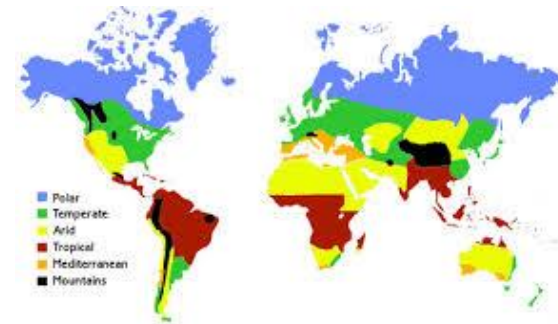 Polar
Temperate
Arid
Tropical
Mediterranean
Mountains